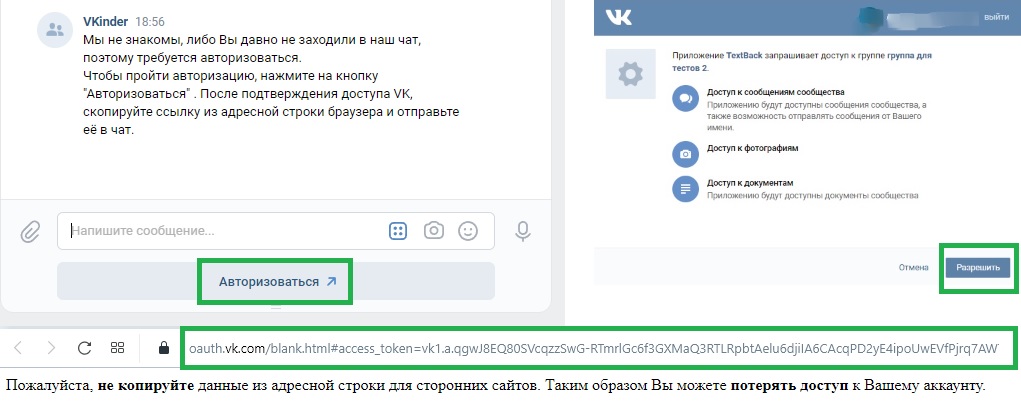 VKinder 18:56
Мы не знакомы, либо Вы давно не заходили в наш чат,
поэтому требуется авторизоваться.
Чтобы пройти авторизацию, нажмите на кнопку
"Авторизоваться" . После подтверждения доступа VK,
скопируйте ссылку из адресной строки браузера и отправьте
её в чат.
Напишите сообщение...
Авторизоваться
выйти
Приложение TextBack запрашивает доступ к группе группа для
тестов 2.
Доступ к сообщениям сообщества
Приложению будут доступны сообщения сообщества, а
также возможность отправлять сообщения от Вашего
имени.
Доступ к фотографиям
Доступ к документам
Приложению будут доступны документы сообщества
Отмена
Разрешить
oauth.vk.com/blank.html#access_token=vk1.a.qgwJ8EQ80SVcqzzSwG-RTmrlGc6f3GXMaQ3RTLRpbtAelu6djiIA6CAcqPD2yE4ipoUwEVfPjrq7AW
Пожалуйста, не копируйте данные из адресной строки для сторонних сайтов. Таким образом Вы можете потерять доступ к Вашему аккаунту.